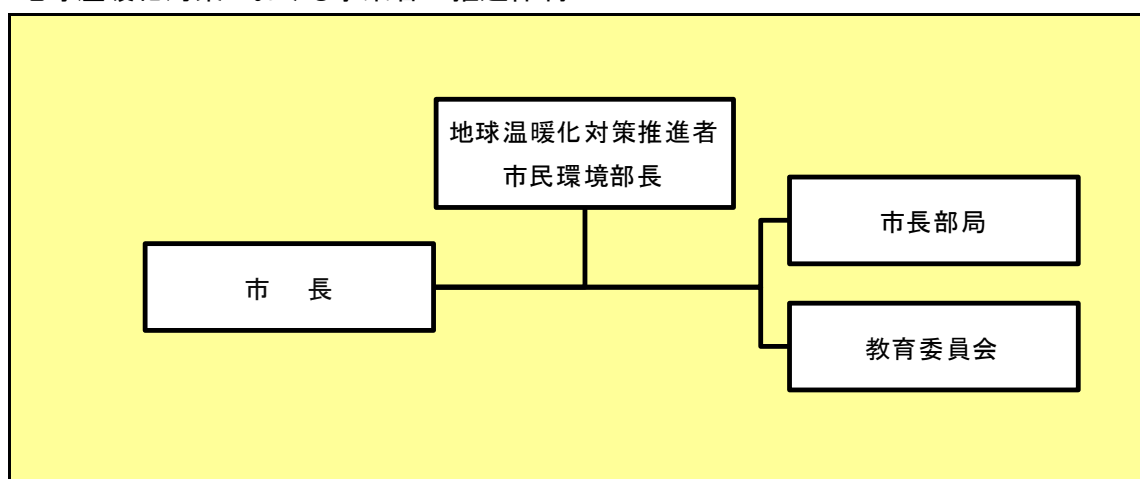 地球温暖化対策推進者
市民環境部長
市長部局
市　長
教育委員会